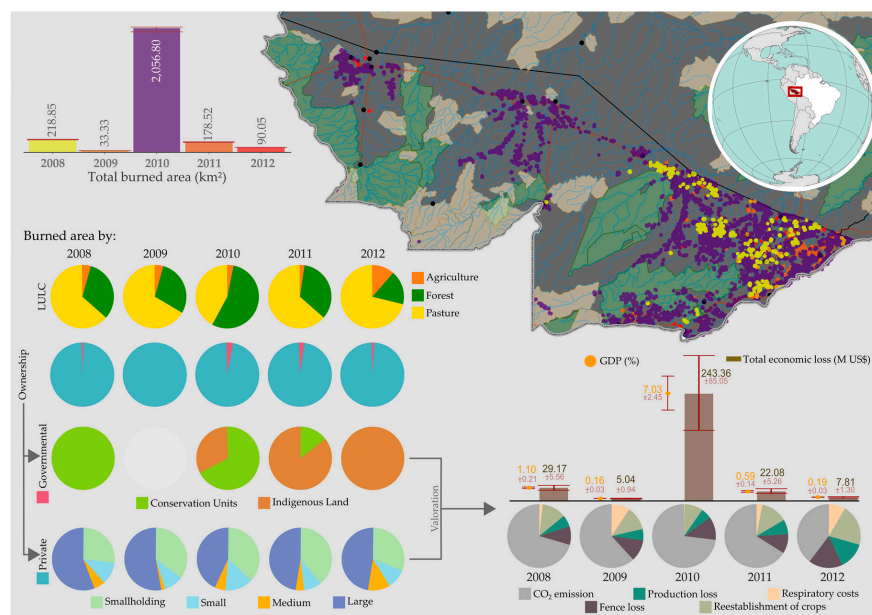 218.85
33.33
2,056.80
178.52
90.05
2008 2009 2010 2011 2012
Total burned area (km²)
Burned area by:
2008 2009 2010 2011 2012
LULC
Agriculture
Forest
Pasture
Ownership
Governmental
Conservation Units
Indigenous Land
Private
Smallholding
Small
Medium
Large
Valoration
GDP (%)
Total economic loss (M US$)
7.03
±2.45
243.36
±85.05
1.10
±0.21
29.17
±5.56
0.16
±0.03
5.04
±0.94
0.59
±0.14
22.08
±5.26
0.19
±0.03
7.81
±1.30
2008 2009 2010 2011 2012
CO₂ emission
Production loss
Respiratory costs
Fence loss
Reestablishment of crops